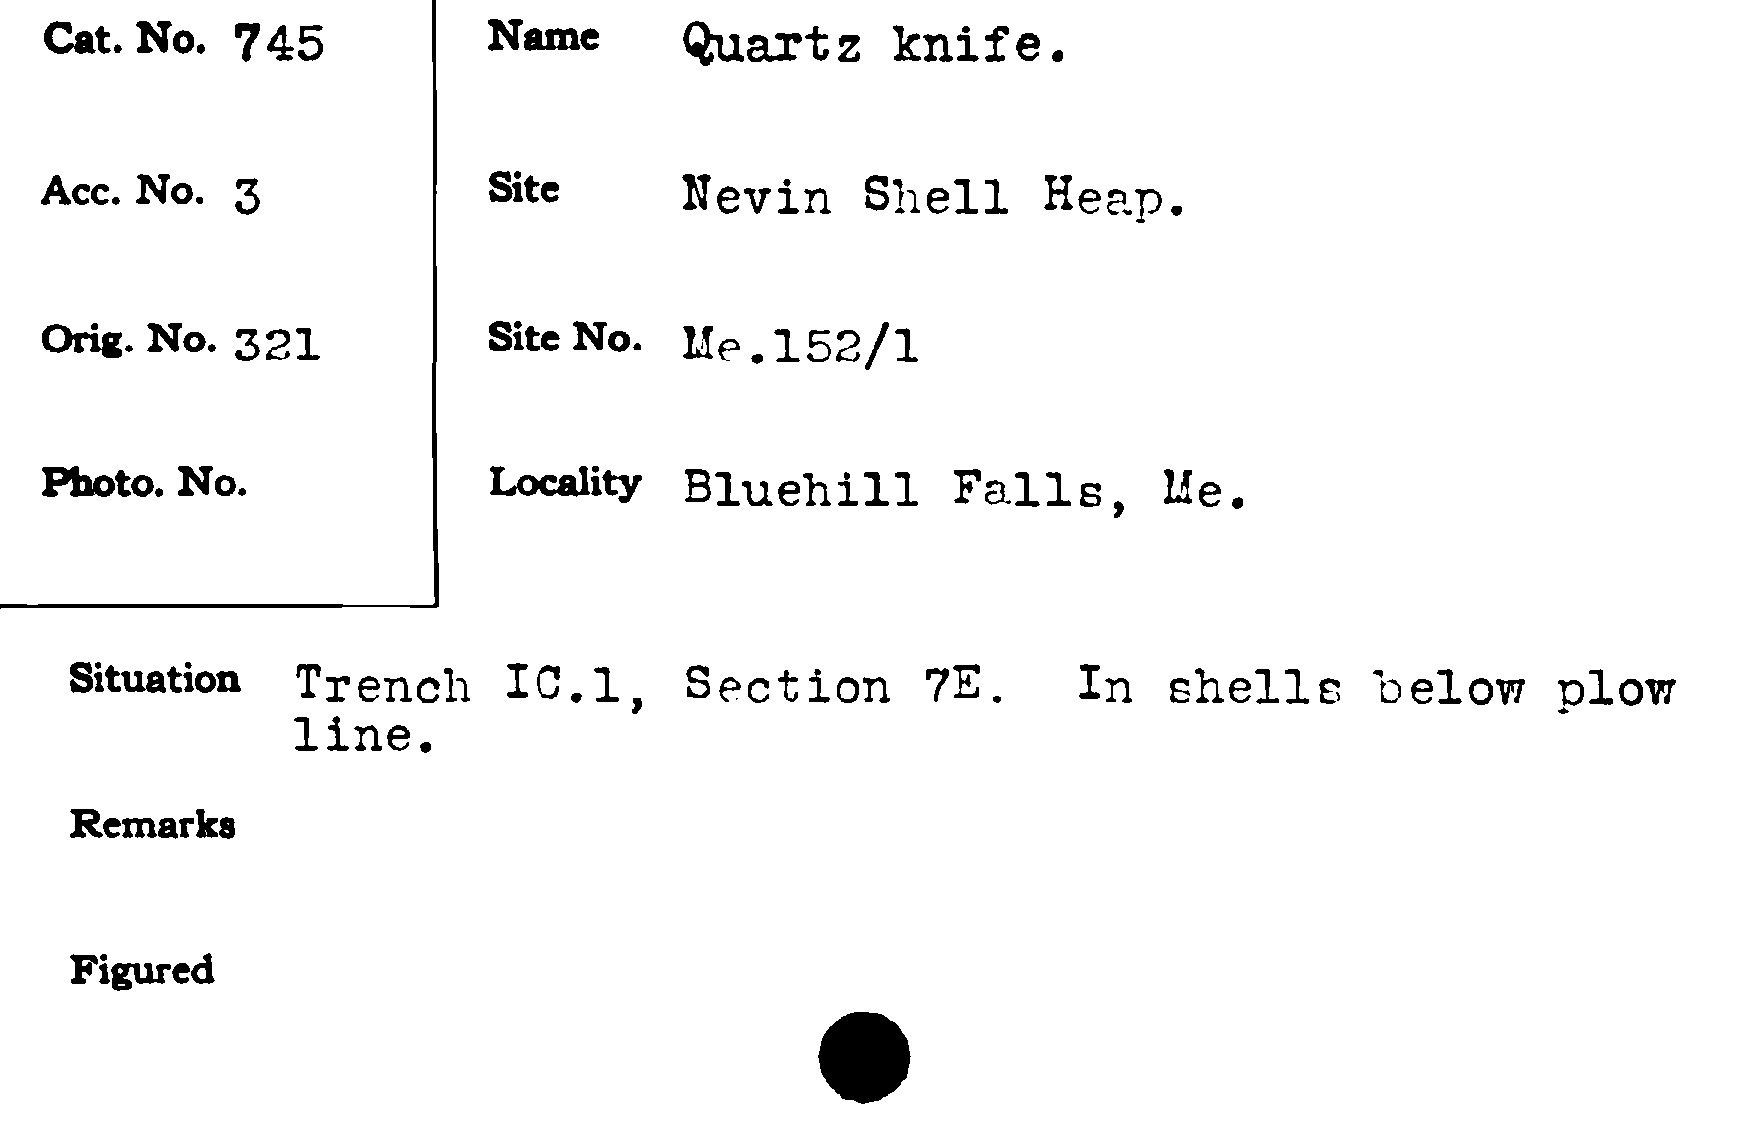 Cat. No. 745
Name Quartz knife.
Acc. No. 3
Site Nevin Shell Heap.
Orig. No. 321
Site No. Me.152/1
Photo. No.
Locality Bluehill Falls, Me.
Situation Trench IC.1, Section 7E. In shells below plow
line.
Remarks
Figured